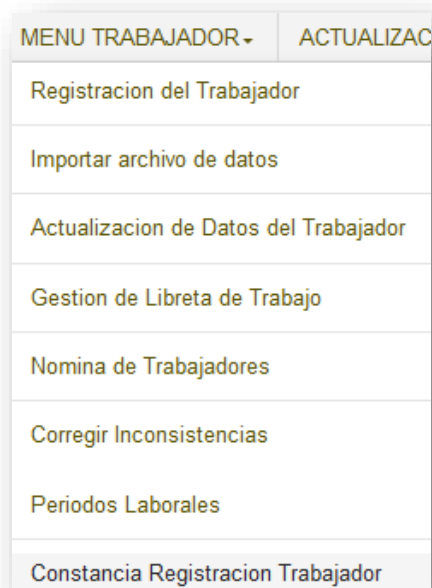 MENU TRABAJADOR ACTUALIZAC
Registracion del Trabajador
Importar archivo de datos
Actualizacion de Datos del Trabajador
Gestion de Libreta de Trabajo
Nomina de Trabajadores
Corregir Inconsistencias
Periodos Laborales
Constancia Registracion Trabajador